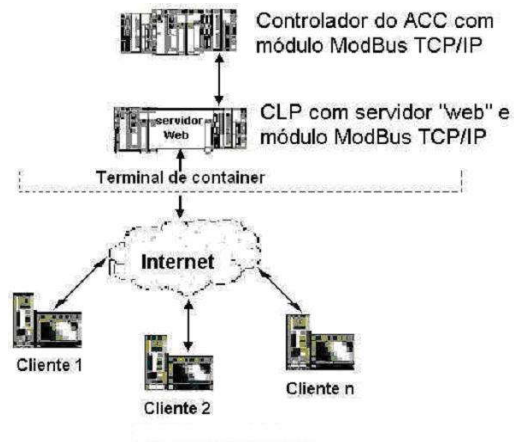 Controlador do ACC com
módulo ModBus TCP/IP
servidor
Web
CLP com servidor "web" e
módulo ModBus TCP/IP
Terminal de container
Internet
Cliente 1
Cliente 2
Cliente n